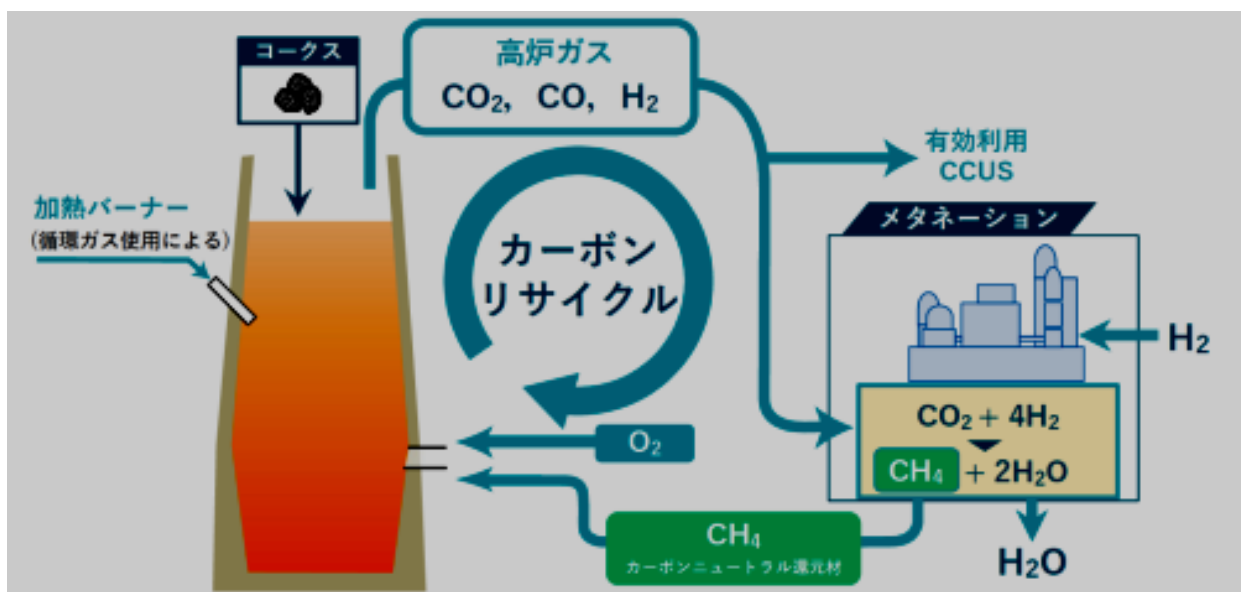 コークス
高炉ガス
CO₂, CO, H₂
有効利用
CCUS
加熱バーナー
(循環ガス使用による)
カーボン
リサイクル
メタネーション
H₂
CO₂ + 4H₂
CH₄ + 2H₂O
O₂
CH₄
カーボンニュートラル還元材
H₂O